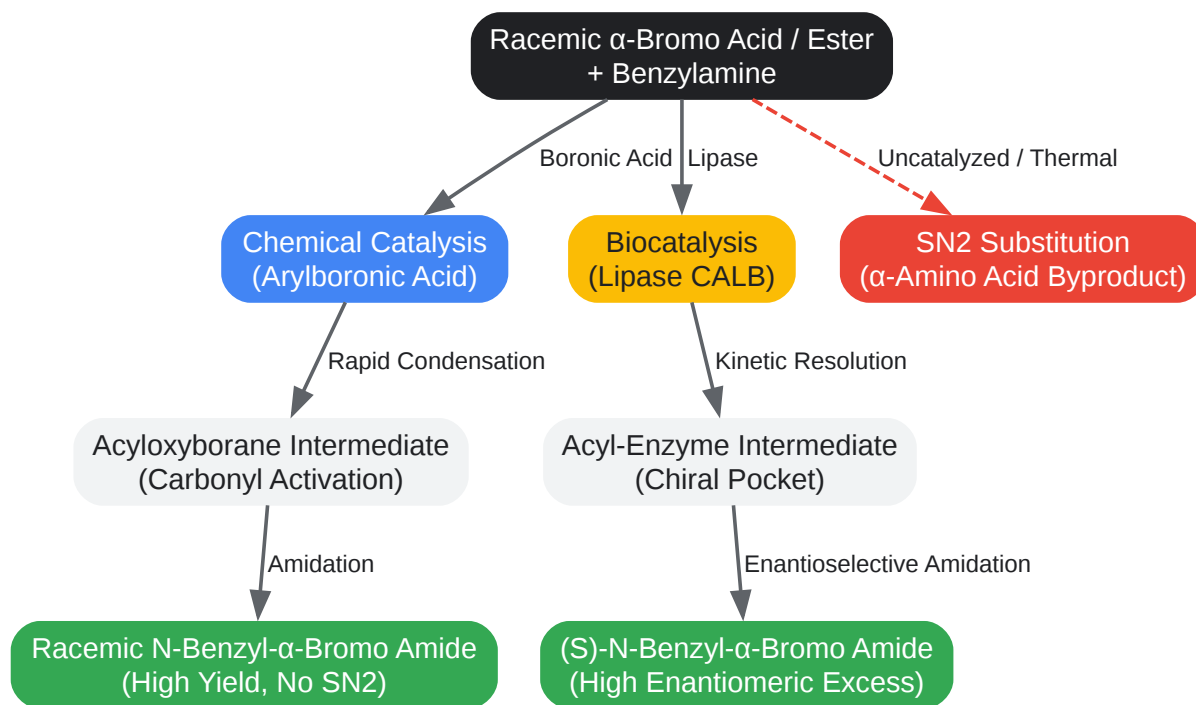 Racemic α-Bromo Acid / Ester
+ Benzylamine
Boronic Acid
Lipase
Uncatalyzed / Thermal
Chemical Catalysis
(Arylboronic Acid)
Biocatalysis
(Lipase CALB)
SN2 Substitution
(α-Amino Acid Byproduct)
Rapid Condensation
Kinetic Resolution
Acyloxyborane Intermediate
(Carbonyl Activation)
Acyl-Enzyme Intermediate
(Chiral Pocket)
Amidation
Enantioselective Amidation
Racemic N-Benzyl-α-Bromo Amide
(High Yield, No SN2)
(S)-N-Benzyl-α-Bromo Amide
(High Enantiomeric Excess)